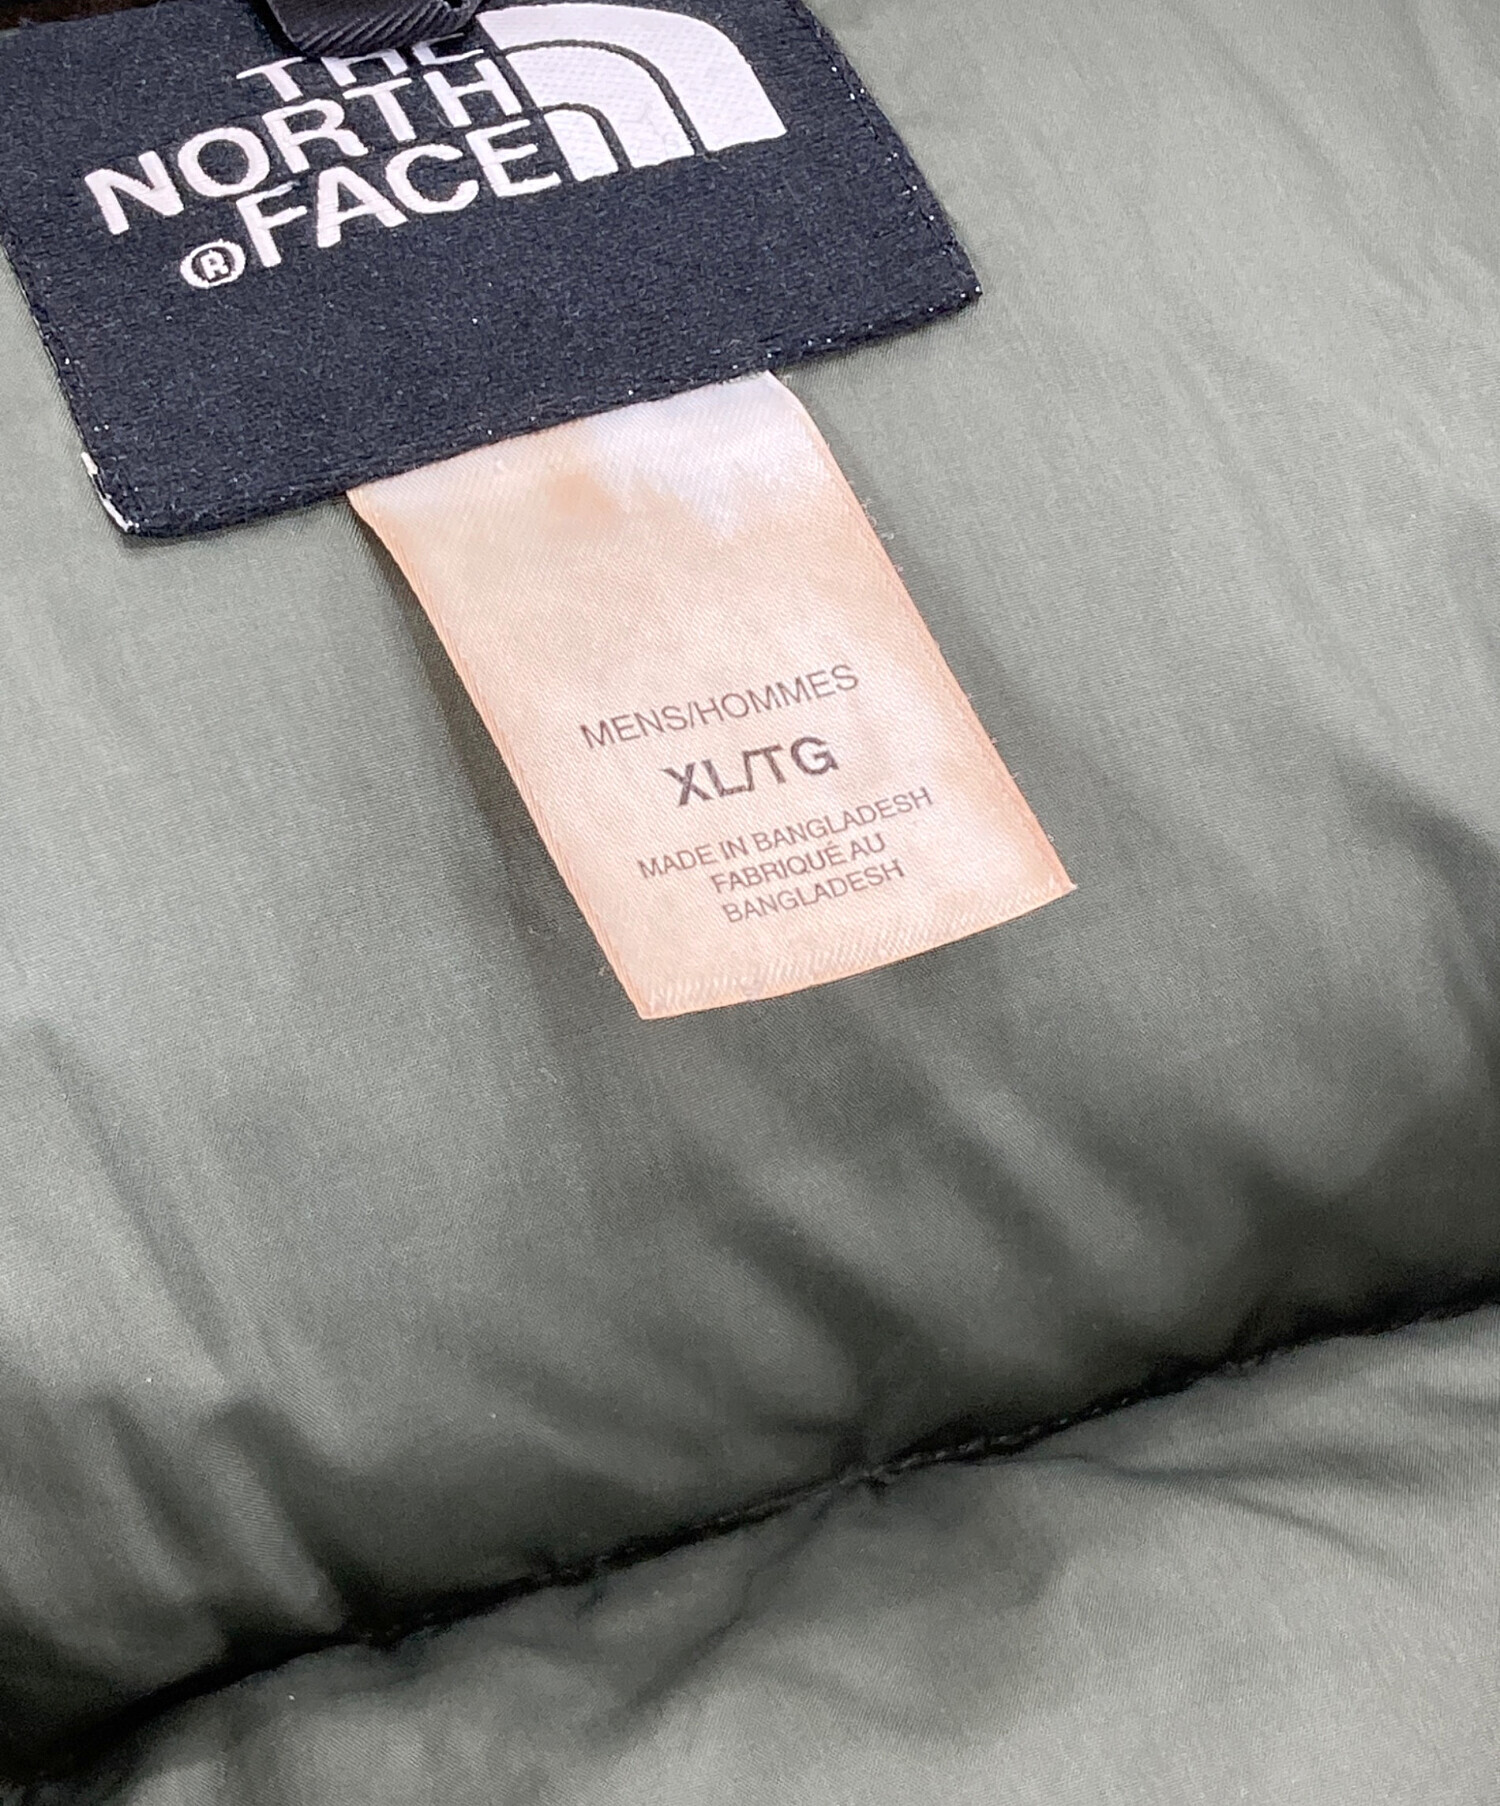 THE
NORTH
FACE
®
MENS/HOMMES
XL/TG
MADE IN BANGLADESH
FABRIQUÉ AU
BANGLADESH